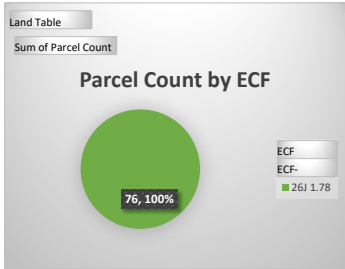 Land Table
Sum of Parcel Count
Parcel Count by ECF
76, 100%
ECF
ECF-
26J 1.78